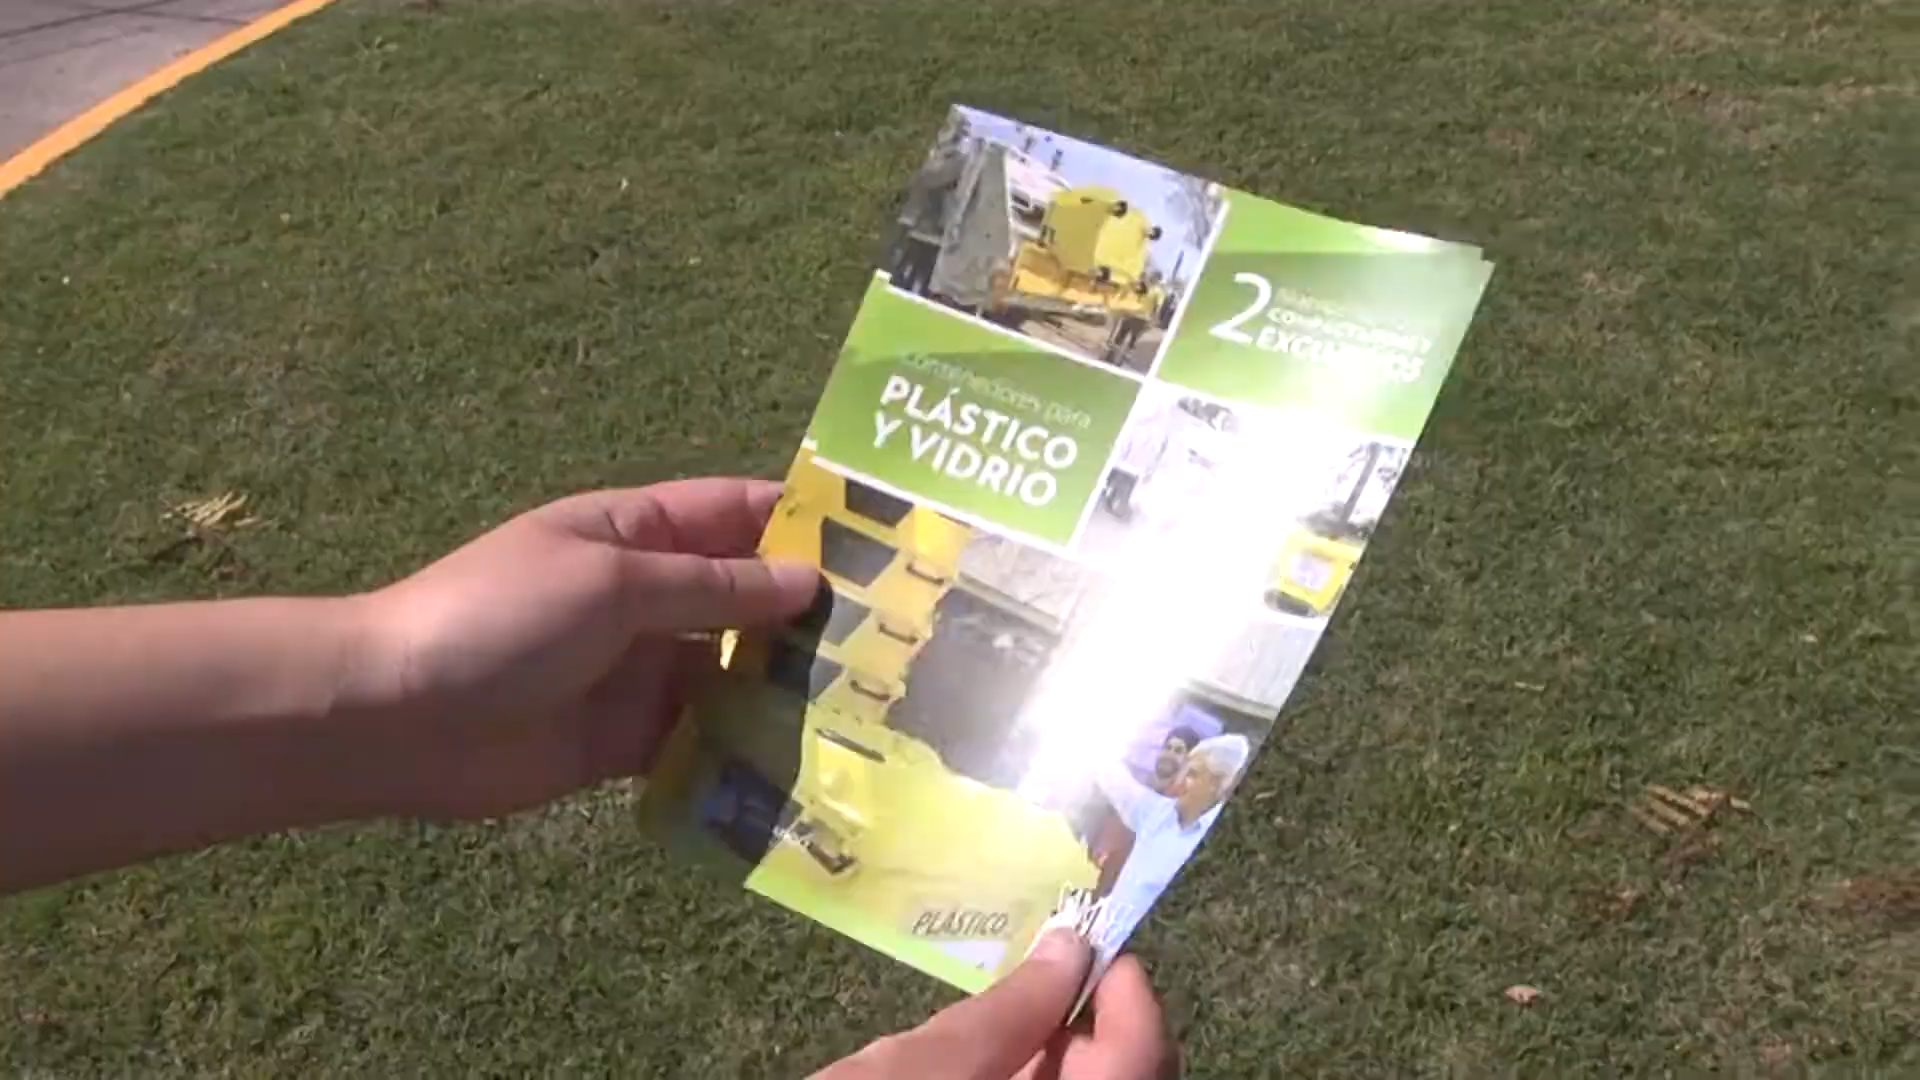 2
COMPACTADORES
EXCLUSIVOS
contenedores para
PLÁSTICO
Y VIDRIO
PLÁSTICO